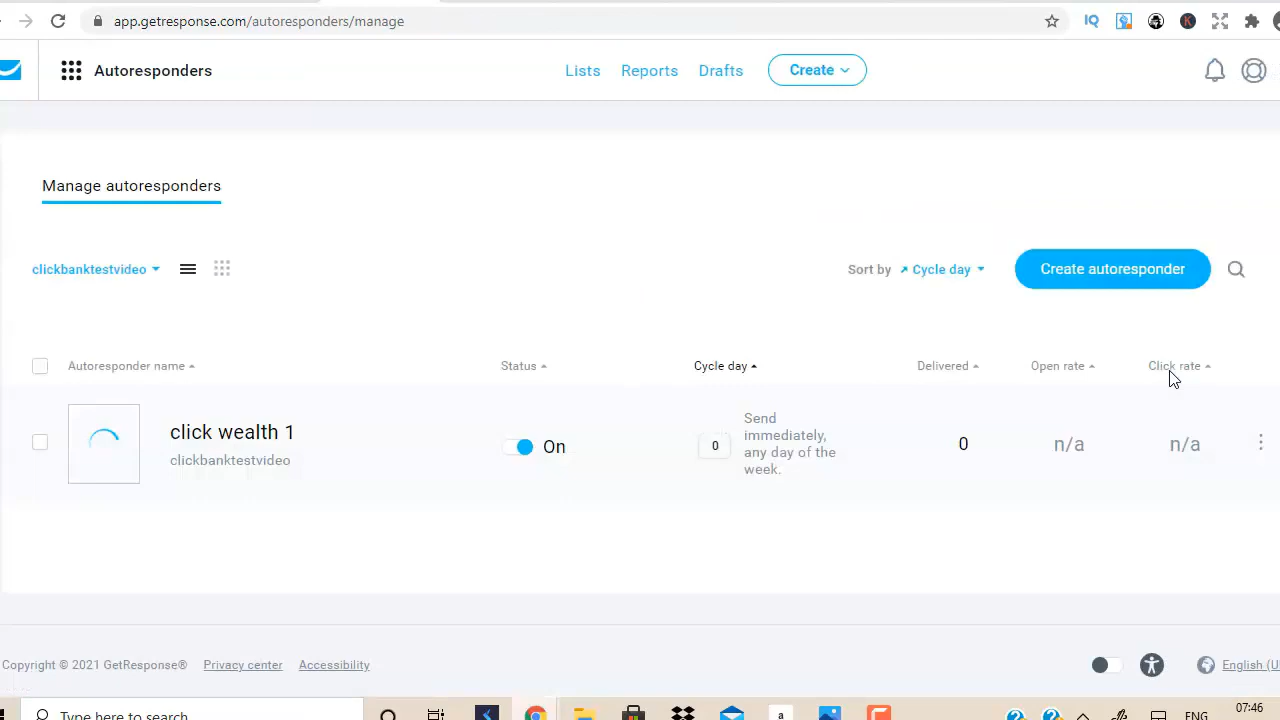 app.getresponse.com/autoresponders/manage
IQ
K
Autoresponders
Lists
Reports
Drafts
Create
Manage autoresponders
clickbanktestvideo
Sort by
Cycle day
Create autoresponder
Autoresponder name
Status
Cycle day
Delivered
Open rate
Click rate
click wealth 1
clickbanktestvideo
On
0
Send
immediately,
any day of the
week.
0
n/a
n/a
Copyright © 2021 GetResponse®
Privacy center
Accessibility
English (U
Type here to search
a
ENG
07:46